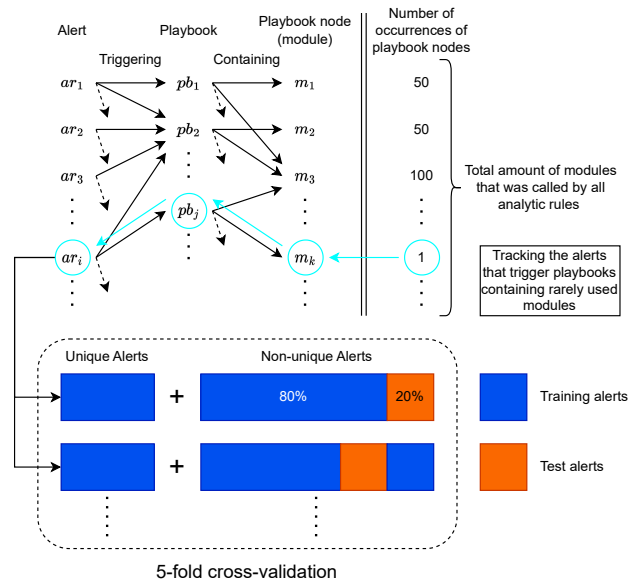 Alert
Playbook
Playbook node
(module)
Number of
occurrences of
playbook nodes
Triggering
Containing
ar₁
pb₁
m₁
50
ar₂
pb₂
m₂
50
ar₃
m₃
100
Total amount of modules
that was called by all
analytic rules
pbⱼ
arᵢ
mₖ
1
Tracking the alerts
that trigger playbooks
containing rarely used
modules
Unique Alerts
Non-unique Alerts
+
80%
20%
Training alerts
+
Test alerts
5-fold cross-validation